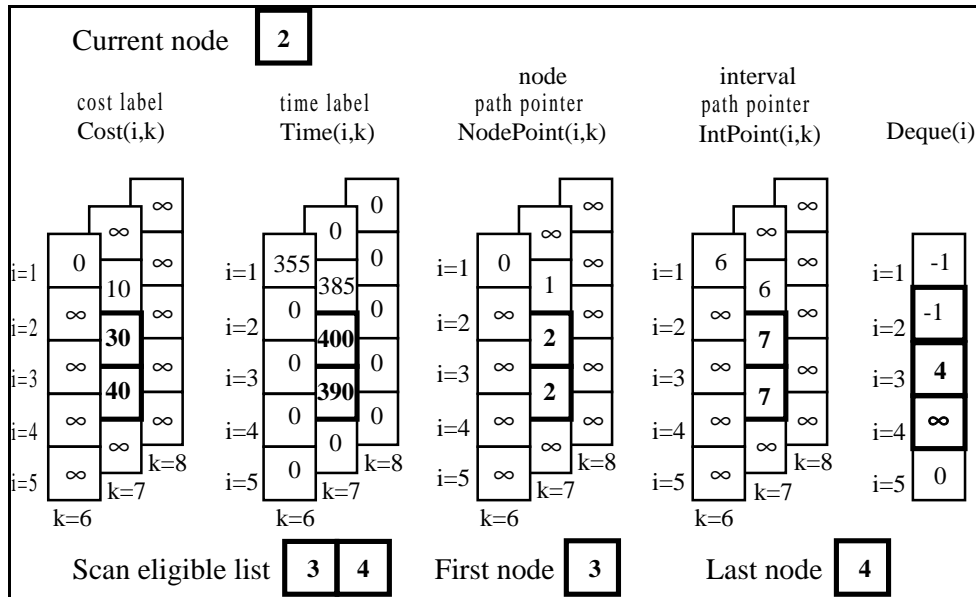 Current node 2
node interval
cost label time label path pointer path pointer
Cost(i,k) Time(i,k) NodePoint(i,k) IntPoint(i,k) Deque(i)
∞ 0 ∞ ∞
∞ 0 ∞ ∞
i=1 0 ∞ i=1 355 0 i=1 0 ∞ i=1 6 ∞ i=1 -1
10 385 1 6
i=2 ∞ ∞ i=2 0 0 i=2 ∞ ∞ i=2 ∞ ∞ i=2 -1
30 400 2 7
i=3 ∞ ∞ i=3 0 0 i=3 ∞ ∞ i=3 ∞ ∞ i=3 4
40 390 2 7
i=4 ∞ ∞ i=4 0 0 i=4 ∞ ∞ i=4 ∞ ∞ i=4 ∞
∞ 0 ∞ ∞
k=8 k=8 k=8 k=8
i=5 ∞ i=5 0 i=5 ∞ i=5 ∞ i=5 0
k=7 k=7 k=7 k=7
k=6 k=6 k=6 k=6
Scan eligible list 3 4 First node 3 Last node 4